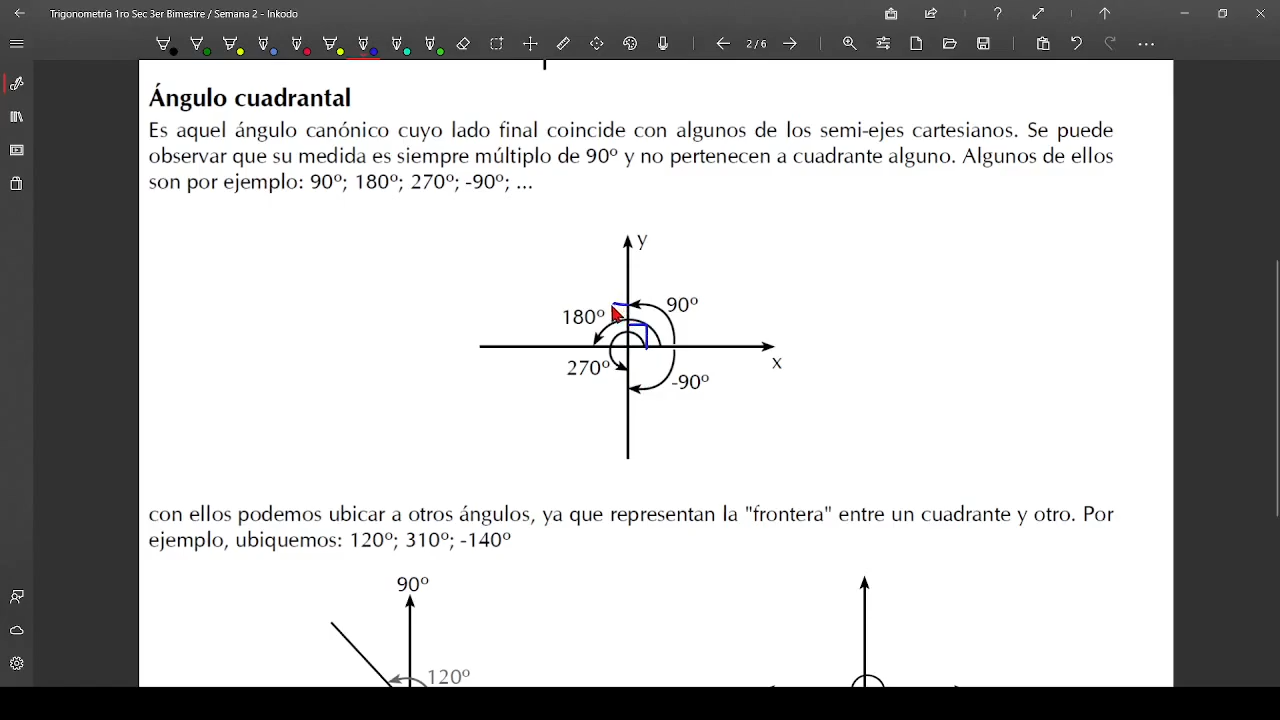 Trigonometría 1ro Sec 3er Bimestre / Semana 2 - Inkodo
2/6
Ángulo cuadrantal
Es aquel ángulo canónico cuyo lado final coincide con algunos de los semi-ejes cartesianos. Se puede
observar que su medida es siempre múltiplo de 90º y no pertenecen a cuadrante alguno. Algunos de ellos
son por ejemplo: 90º; 180º; 270º; -90º; ...
y
90º
180º
x
270º
-90º
con ellos podemos ubicar a otros ángulos, ya que representan la "frontera" entre un cuadrante y otro. Por
ejemplo, ubiquemos: 120º; 310º; -140º
90º
120º